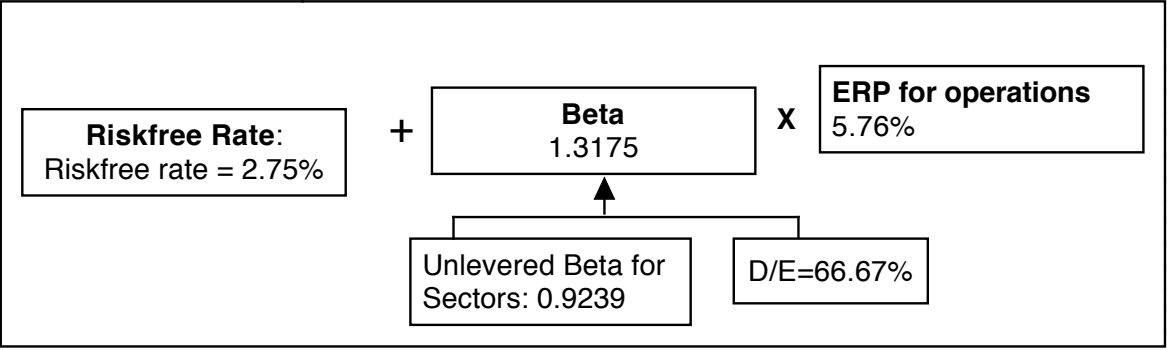 Riskfree Rate:
Riskfree rate = 2.75%
+
Beta
1.3175
X
ERP for operations
5.76%
Unlevered Beta for
Sectors: 0.9239
D/E=66.67%